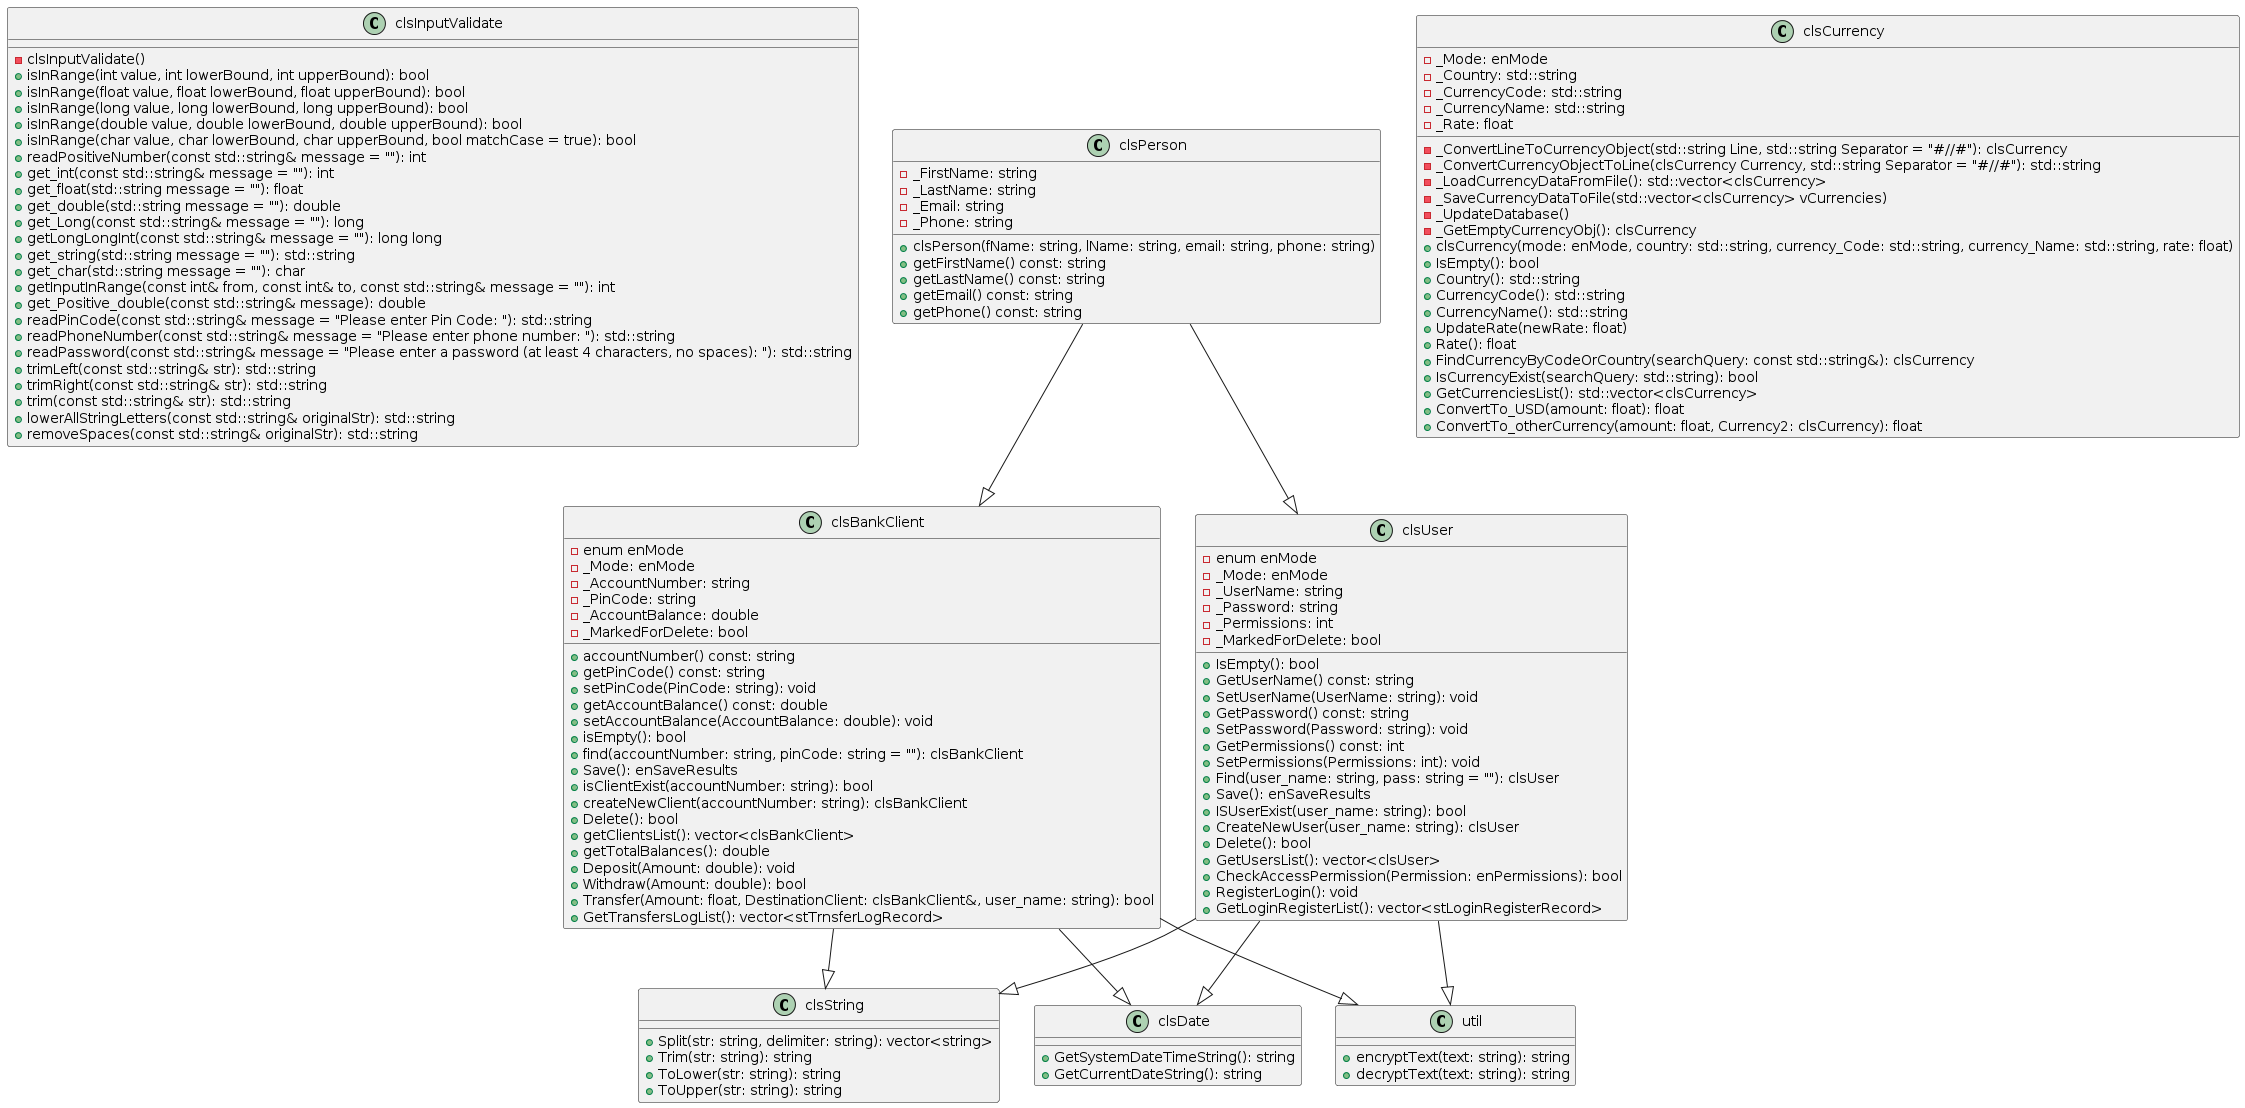 C clsInputValidate
clsInputValidate()
isInRange(int value, int lowerBound, int upperBound): bool
isInRange(float value, float lowerBound, float upperBound): bool
isInRange(long value, long lowerBound, long upperBound): bool
isInRange(double value, double lowerBound, double upperBound): bool
isInRange(char value, char lowerBound, char upperBound, bool matchCase = true): bool
readPositiveNumber(const std::string& message = ""): int
get_int(const std::string& message = ""): int
get_float(std::string message = ""): float
get_double(std::string message = ""): double
get_Long(const std::string& message = ""): long
getLongLongInt(const std::string& message = ""): long long
get_string(std::string message = ""): std::string
get_char(std::string message = ""): char
getInputInRange(const int& from, const int& to, const std::string& message = ""): int
get_Positive_double(const std::string& message): double
readPinCode(const std::string& message = "Please enter Pin Code: "): std::string
readPhoneNumber(const std::string& message = "Please enter phone number: "): std::string
readPassword(const std::string& message = "Please enter a password (at least 4 characters, no spaces): "): std::string
trimLeft(const std::string& str): std::string
trimRight(const std::string& str): std::string
trim(const std::string& str): std::string
lowerAllStringLetters(const std::string& originalStr): std::string
removeSpaces(const std::string& originalStr): std::string
C clsPerson
_FirstName: string
_LastName: string
_Email: string
_Phone: string
clsPerson(fName: string, lName: string, email: string, phone: string)
getFirstName() const: string
getLastName() const: string
getEmail() const: string
getPhone() const: string
C clsCurrency
_Mode: enMode
_Country: std::string
_CurrencyCode: std::string
_CurrencyName: std::string
_Rate: float
_ConvertLineToCurrencyObject(std::string Line, std::string Separator = "#//#"): clsCurrency
_ConvertCurrencyObjectToLine(clsCurrency Currency, std::string Separator = "#//#"): std::string
_LoadCurrencyDataFromFile(): std::vector<clsCurrency>
_SaveCurrencyDataToFile(std::vector<clsCurrency> vCurrencies)
_UpdateDatabase()
_GetEmptyCurrencyObj(): clsCurrency
clsCurrency(mode: enMode, country: std::string, currency_Code: std::string, currency_Name: std::string, rate: float)
IsEmpty(): bool
Country(): std::string
CurrencyCode(): std::string
CurrencyName(): std::string
UpdateRate(newRate: float)
Rate(): float
FindCurrencyByCodeOrCountry(searchQuery: const std::string&): clsCurrency
IsCurrencyExist(searchQuery: std::string): bool
GetCurrenciesList(): std::vector<clsCurrency>
ConvertTo_USD(amount: float): float
ConvertTo_otherCurrency(amount: float, Currency2: clsCurrency): float
C clsBankClient
enum enMode
_Mode: enMode
_AccountNumber: string
_PinCode: string
_AccountBalance: double
_MarkedForDelete: bool
accountNumber() const: string
getPinCode() const: string
setPinCode(PinCode: string): void
getAccountBalance() const: double
setAccountBalance(AccountBalance: double): void
isEmpty(): bool
find(accountNumber: string, pinCode: string = ""): clsBankClient
Save(): enSaveResults
isClientExist(accountNumber: string): bool
createNewClient(accountNumber: string): clsBankClient
Delete(): bool
getClientsList(): vector<clsBankClient>
getTotalBalances(): double
Deposit(Amount: double): void
Withdraw(Amount: double): bool
Transfer(Amount: float, DestinationClient: clsBankClient&, user_name: string): bool
GetTransfersLogList(): vector<stTrnsferLogRecord>
C clsUser
enum enMode
_Mode: enMode
_UserName: string
_Password: string
_Permissions: int
_MarkedForDelete: bool
IsEmpty(): bool
GetUserName() const: string
SetUserName(UserName: string): void
GetPassword() const: string
SetPassword(Password: string): void
GetPermissions() const: int
SetPermissions(Permissions: int): void
Find(user_name: string, pass: string = ""): clsUser
Save(): enSaveResults
ISUserExist(user_name: string): bool
CreateNewUser(user_name: string): clsUser
Delete(): bool
GetUsersList(): vector<clsUser>
CheckAccessPermission(Permission: enPermissions): bool
RegisterLogin(): void
GetLoginRegisterList(): vector<stLoginRegisterRecord>
C clsString
Split(str: string, delimiter: string): vector<string>
Trim(str: string): string
ToLower(str: string): string
ToUpper(str: string): string
C clsDate
GetSystemDateTimeString(): string
GetCurrentDateString(): string
C util
encryptText(text: string): string
decryptText(text: string): string